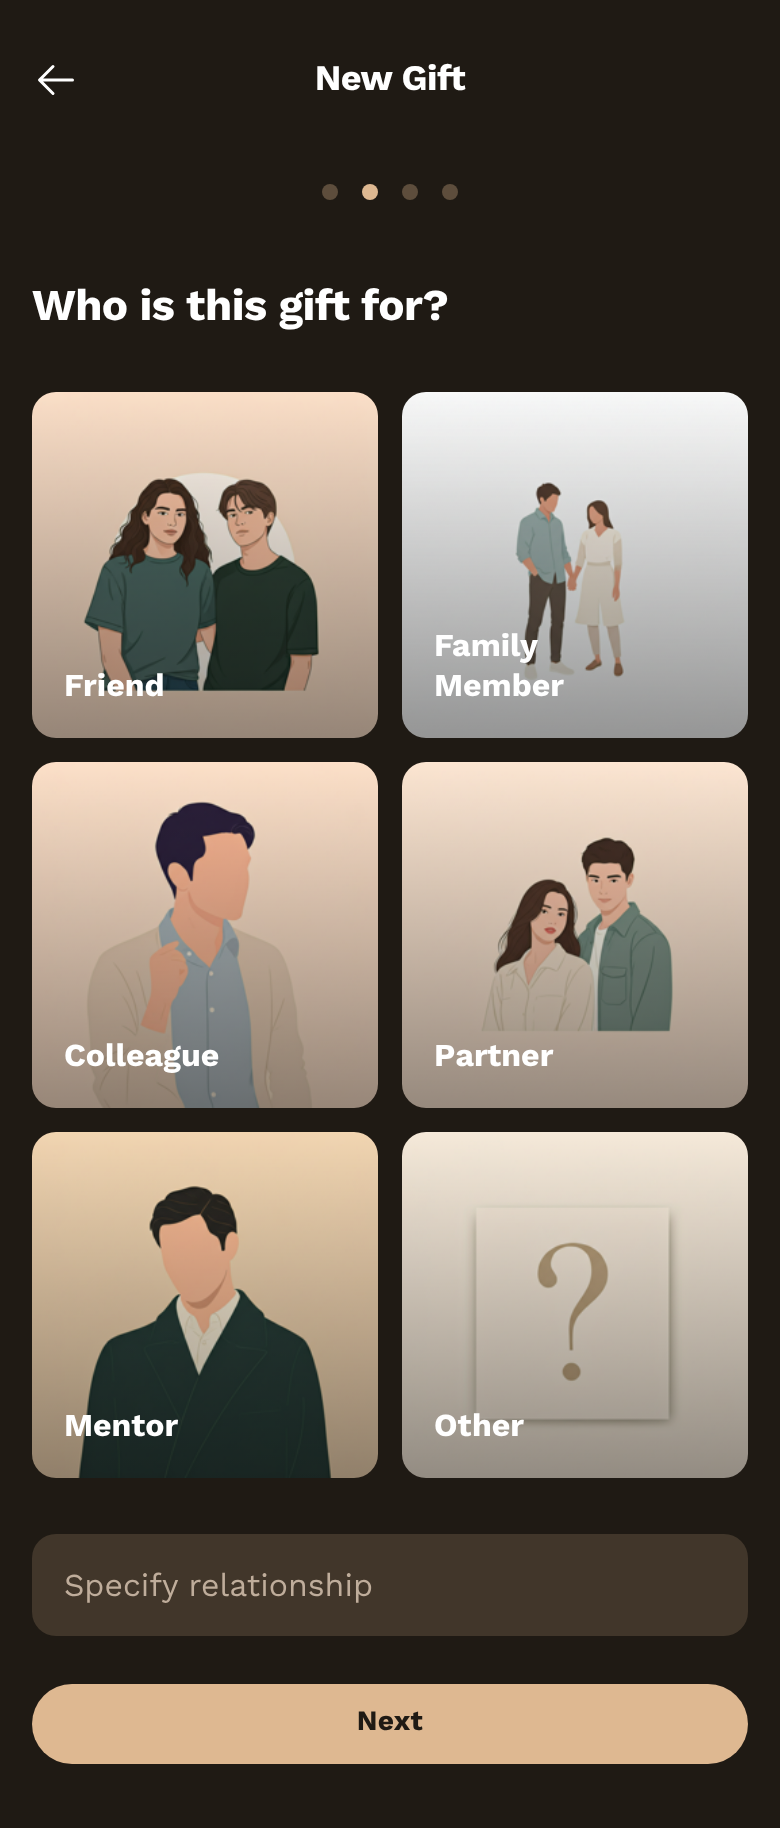 New Gift
Who is this gift for?
Friend
Family
Member
Colleague
Partner
Mentor
?
Other
Specify relationship
Next